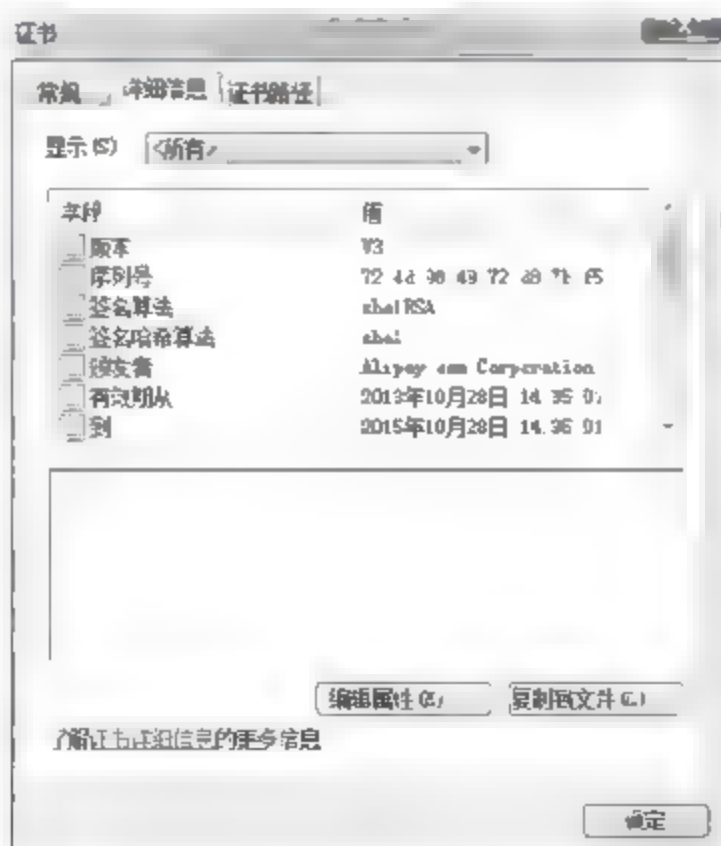 证书
常规 详细信息 证书路径
显示(S) <所有>
字段 值
版本 V3
序列号 72
签名算法 sha1RSA
签名哈希算法 sha1
颁发者 Alipay com Corporation
有效期从 2013年10月28日
到 2015年10月28日
编辑属性(E) 复制到文件(C)
了解证书详细信息的更多信息
确定